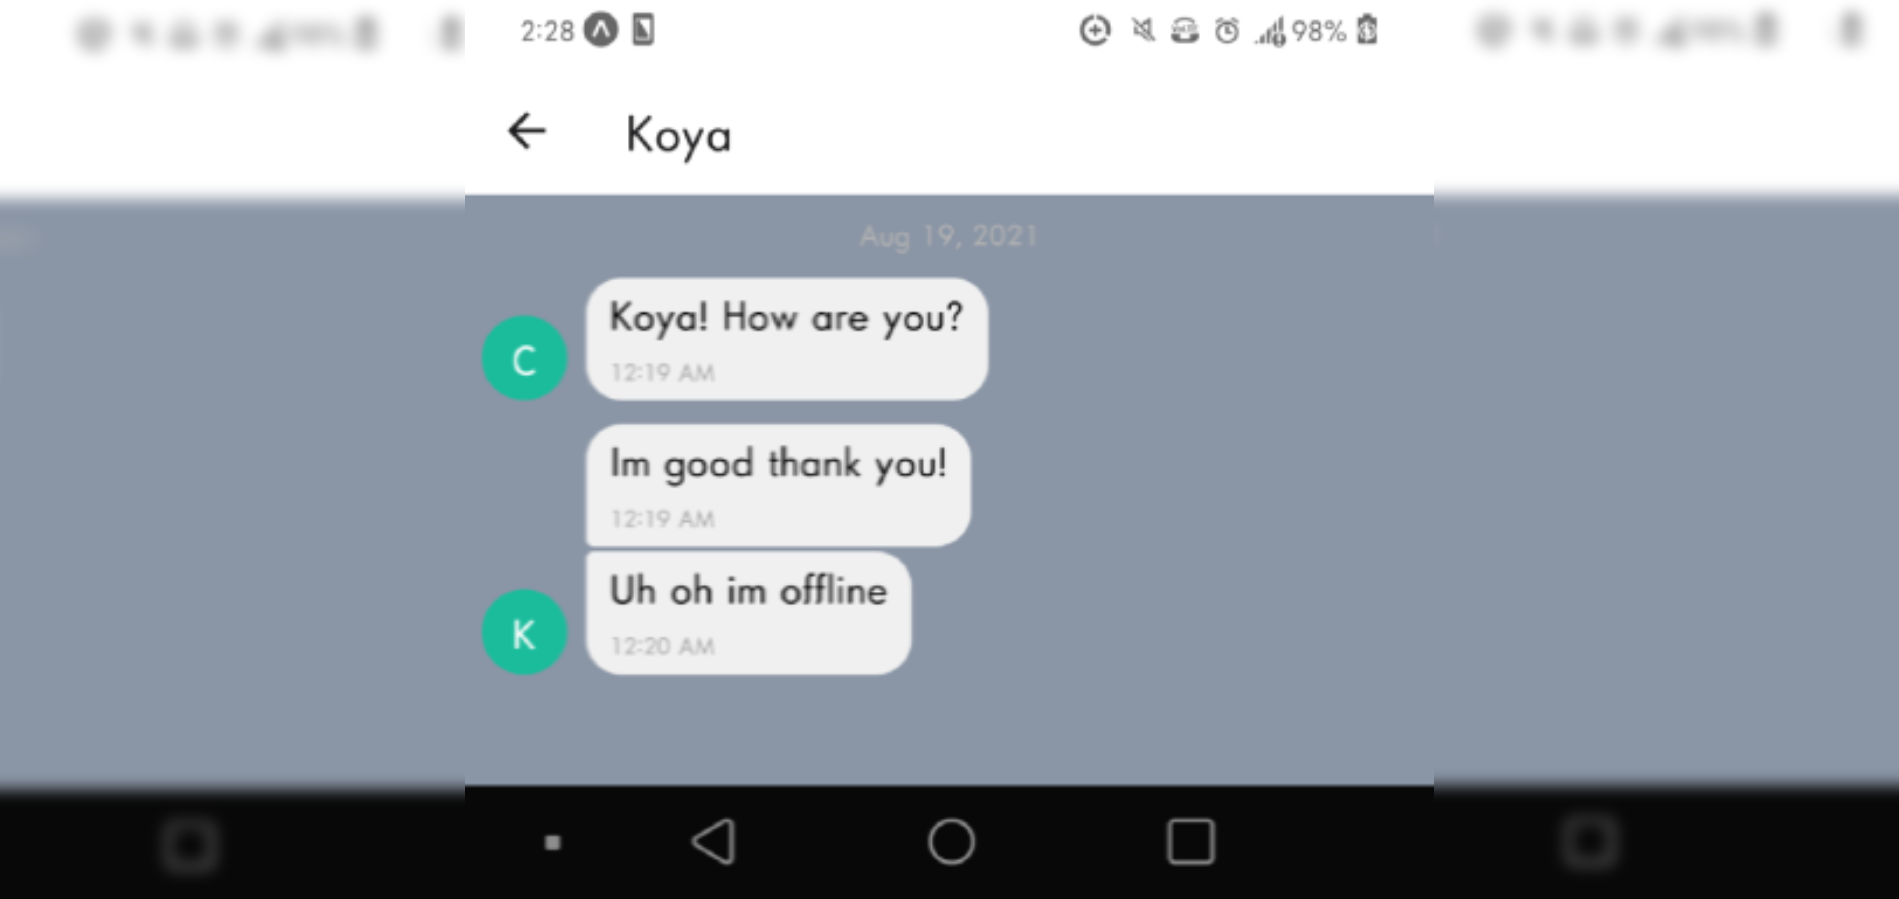 2:28 98%
Koya
Aug 19, 2021
Koya! How are you?
12:19 AM
C
Im good thank you!
12:19 AM
Uh oh im offline
12:20 AM
K